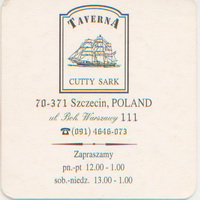 TAVERNA
CUTTY SARK
70-371 Szczecin, POLAND
ul. Boh. Warszawy 111
☎(091) 4646-073
Zapraszamy
pn.-pt 12.00 - 1.00
sob.-niedz. 13.00 - 1.00